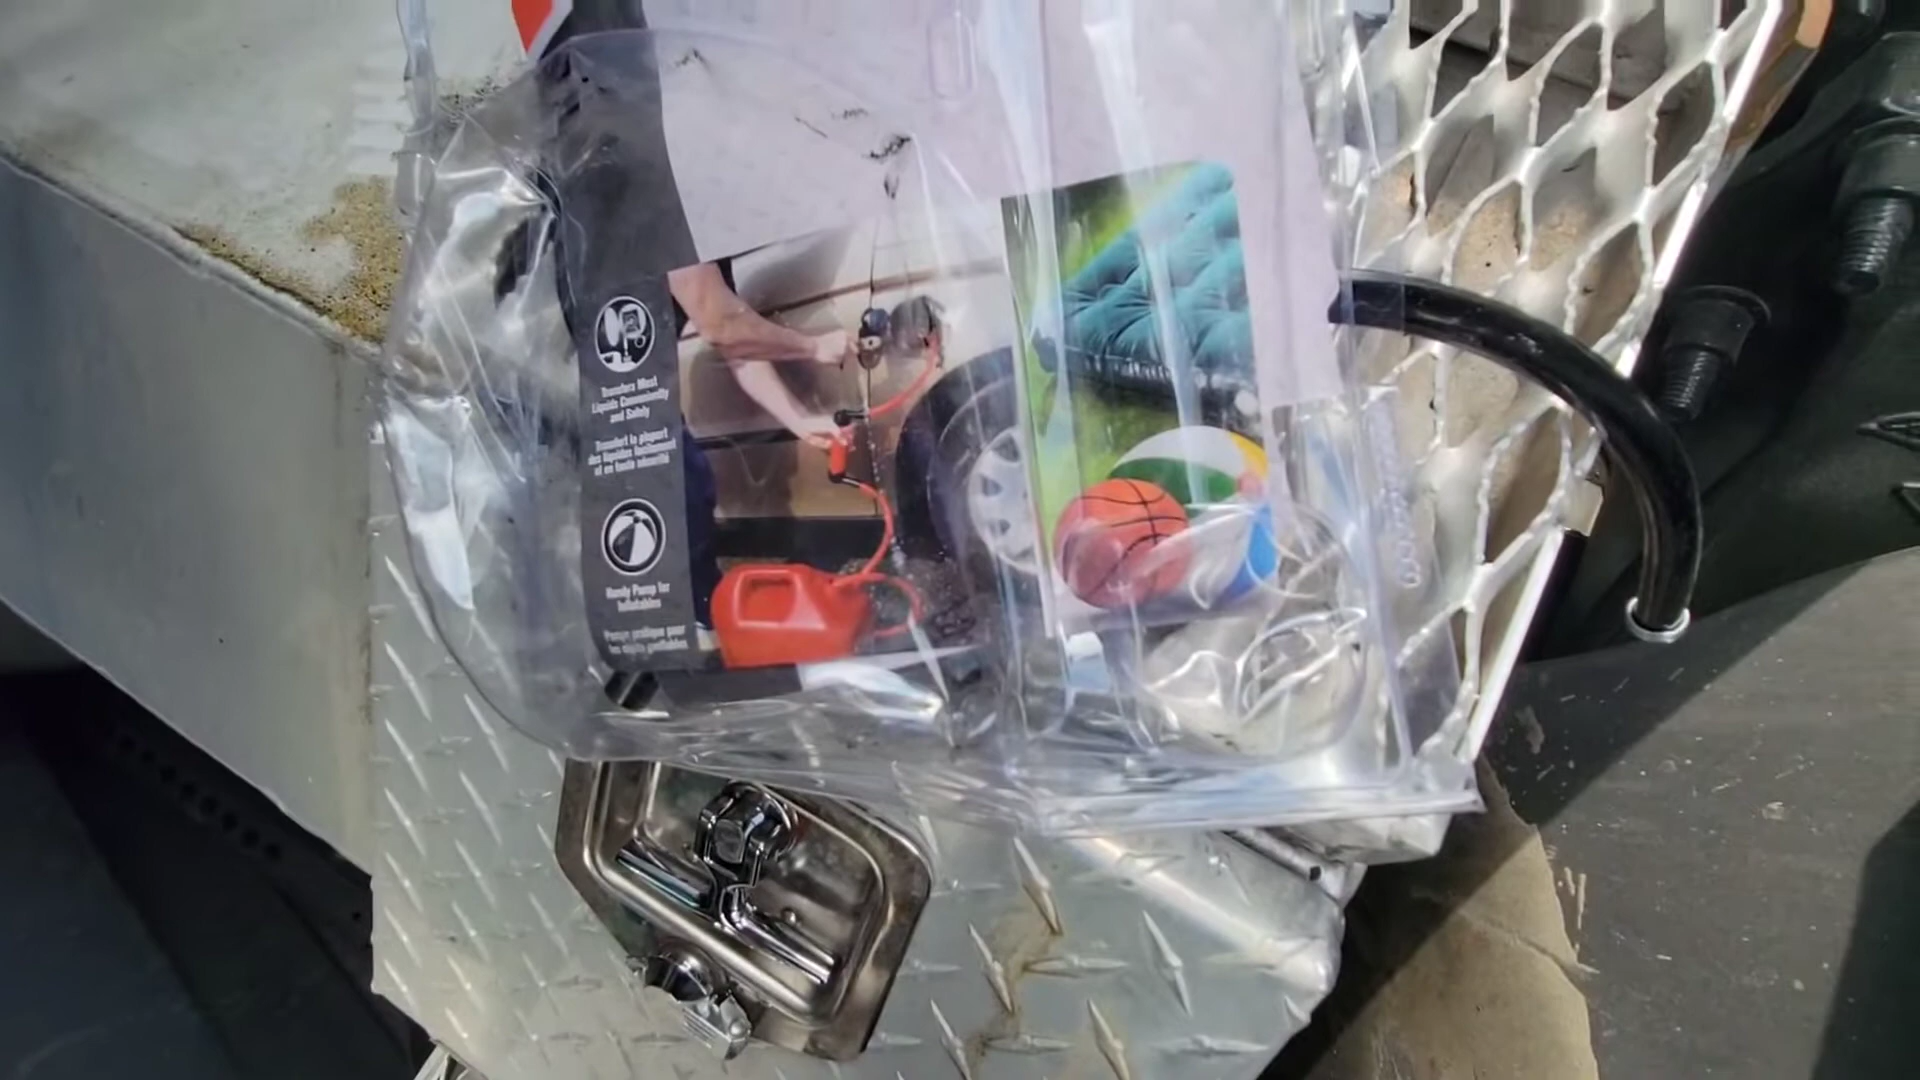 Transfers Most
Liquids Conveniently
and Safely
Transfert la plupart
des liquides facilement
et en toute sécurité
Handy Pump for
Inflatables
Pompe pratique pour
les objets gonflables